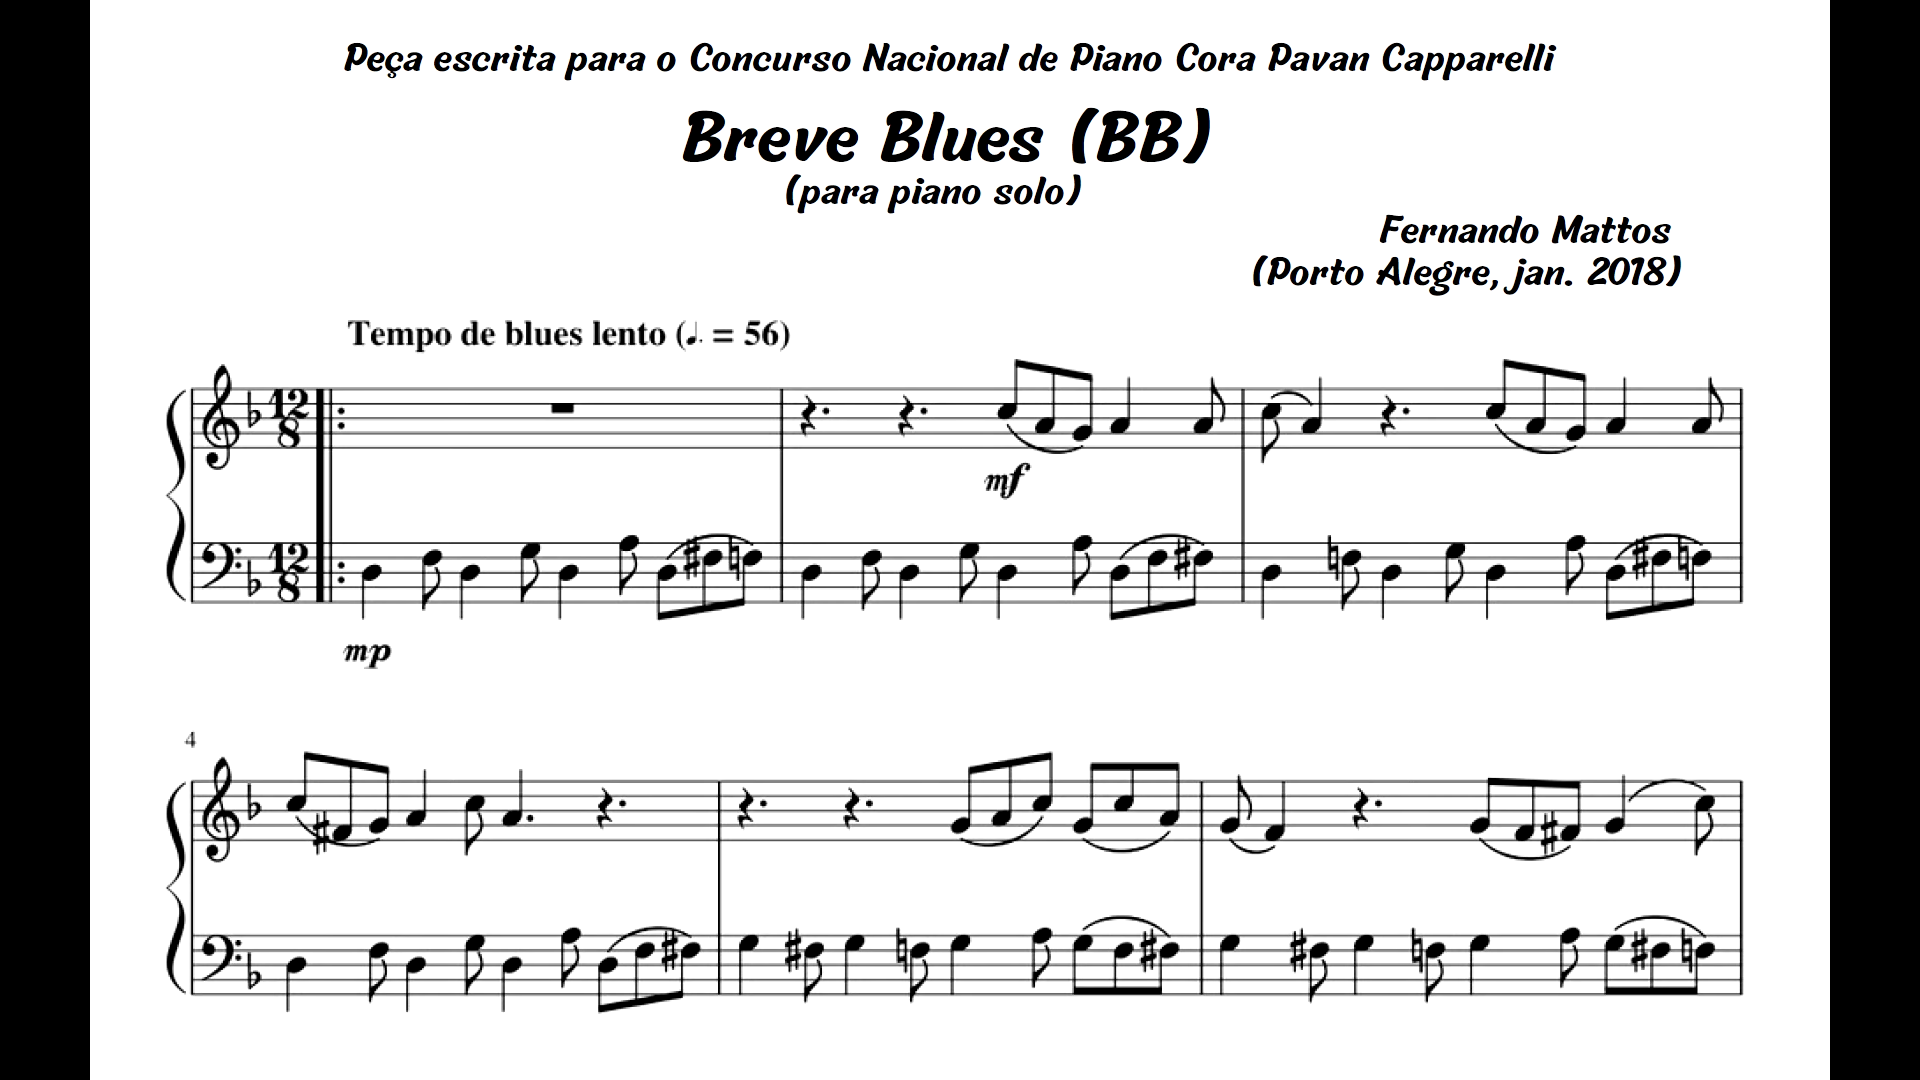 Peça escrita para o Concurso Nacional de Piano Cora Pavan Capparelli
Breve Blues (BB)
(para piano solo)
Fernando Mattos
(Porto Alegre, jan. 2018)
Tempo de blues lento (♩. = 56)
12
8
mf
12
8
mp
4